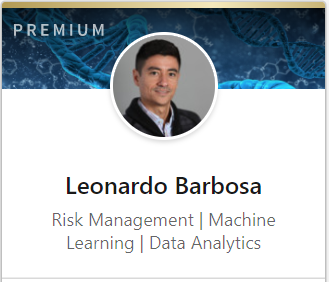 PREMIUM
Leonardo Barbosa
Risk Management | Machine
Learning | Data Analytics